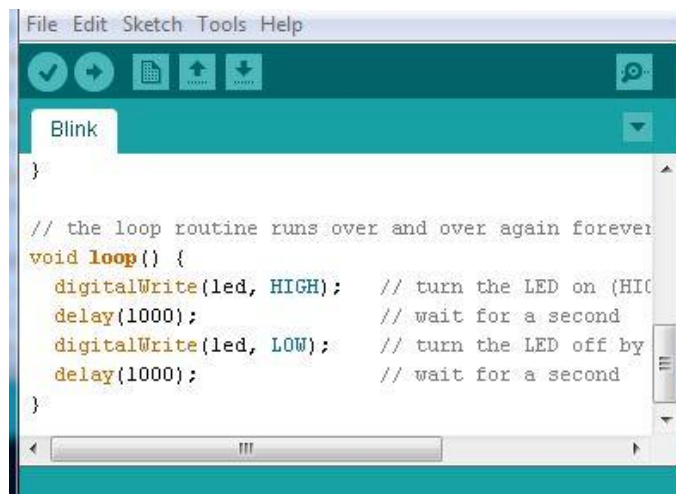 File Edit Sketch Tools Help
Blink
}
// the loop routine runs over and over again forever
void loop() {
  digitalWrite(led, HIGH);   // turn the LED on (HIG
  delay(1000);               // wait for a second
  digitalWrite(led, LOW);    // turn the LED off by
  delay(1000);               // wait for a second
}